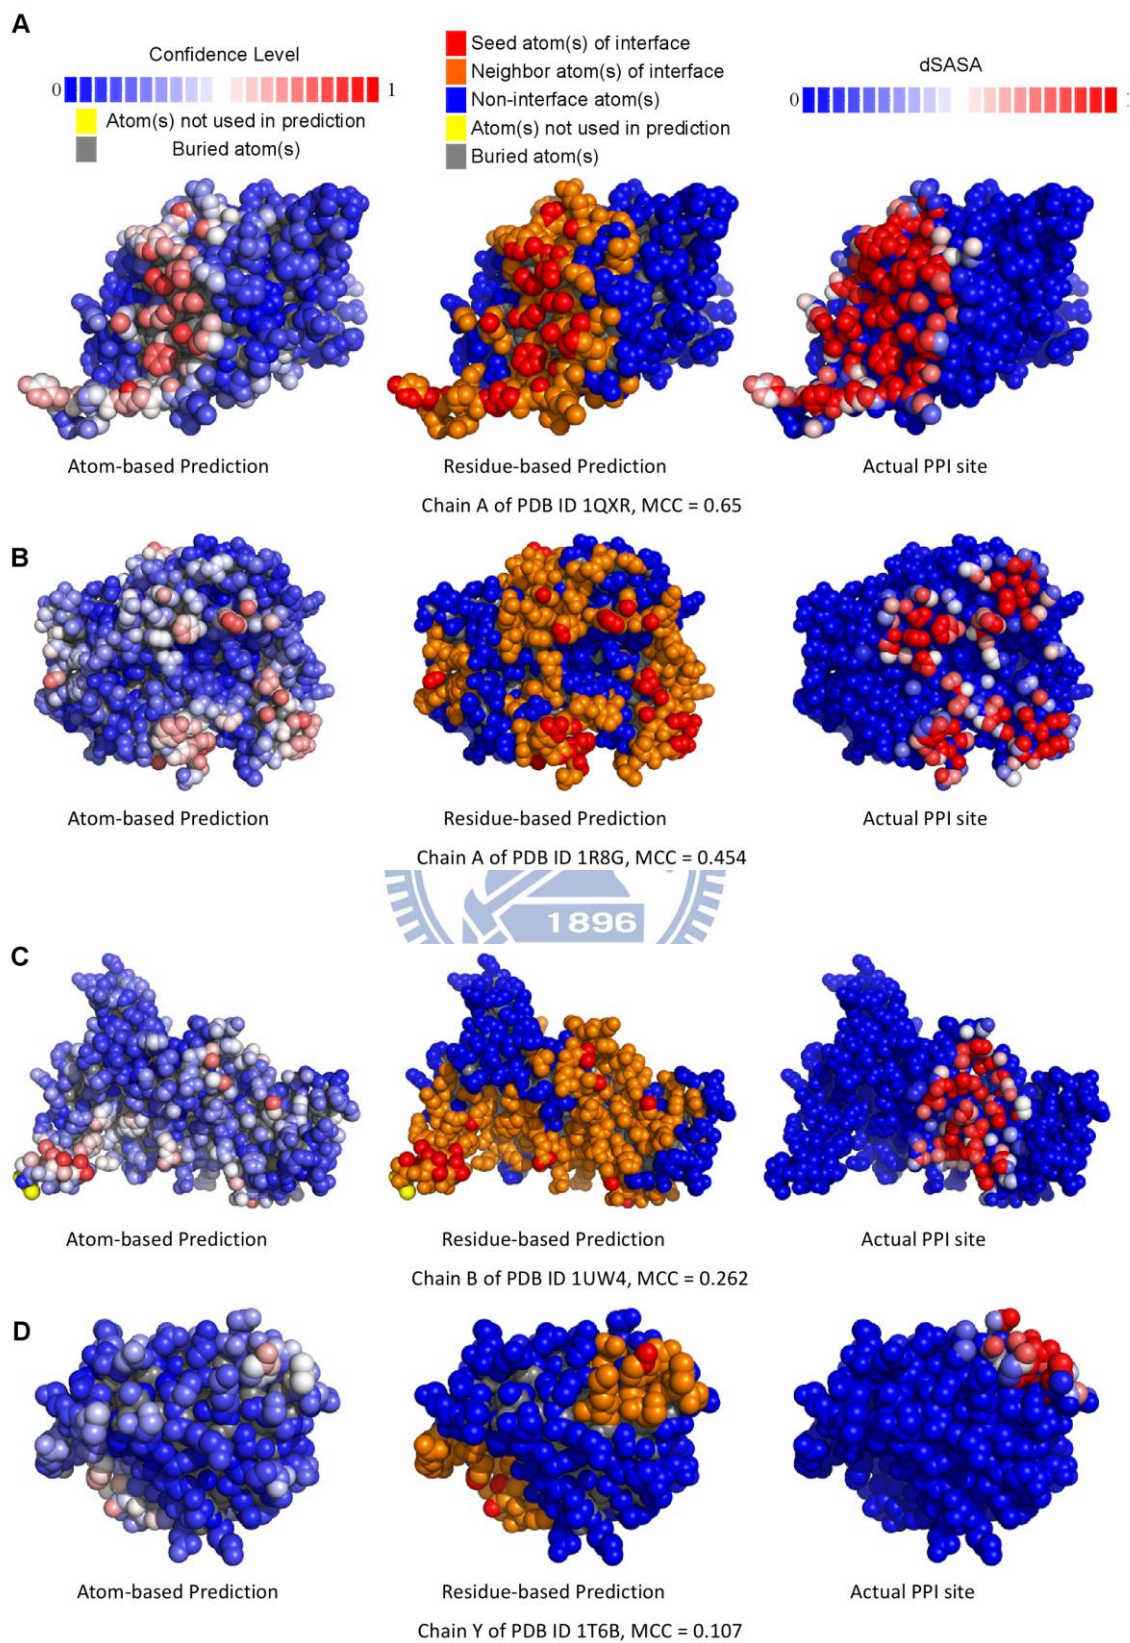 A
Confidence Level
0 1
Atom(s) not used in prediction
Buried atom(s)
Seed atom(s) of interface
Neighbor atom(s) of interface
Non-interface atom(s)
Atom(s) not used in prediction
Buried atom(s)
dSASA
0 1
Atom-based Prediction
Residue-based Prediction
Actual PPI site
Chain A of PDB ID 1QXR, MCC = 0.65
B
Atom-based Prediction
Residue-based Prediction
Actual PPI site
Chain A of PDB ID 1R8G, MCC = 0.454
1896
C
Atom-based Prediction
Residue-based Prediction
Actual PPI site
Chain B of PDB ID 1UW4, MCC = 0.262
D
Atom-based Prediction
Residue-based Prediction
Actual PPI site
Chain Y of PDB ID 1T6B, MCC = 0.107